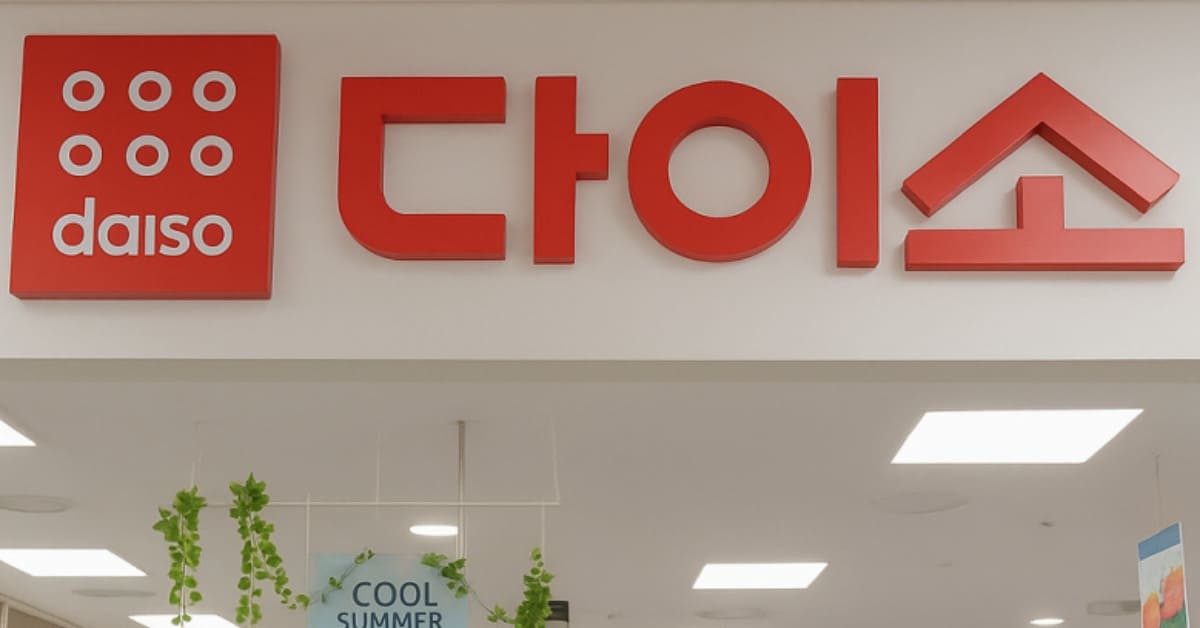 daiso
다이소
COOL
SUMMER